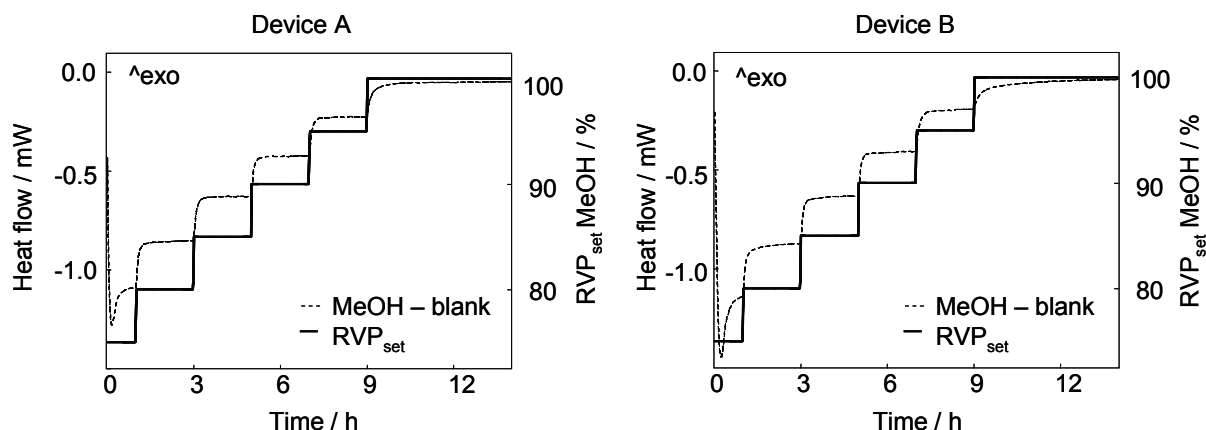 Device A
^exo
Heat flow / mW
0.0
-0.5
-1.0
100
90
80
RVPset MeOH / %
MeOH – blank
RVPset
0 3 6 9 12
Time / h
Device B
^exo
Heat flow / mW
0.0
-0.5
-1.0
100
90
80
RVPset MeOH / %
MeOH – blank
RVPset
0 3 6 9 12
Time / h